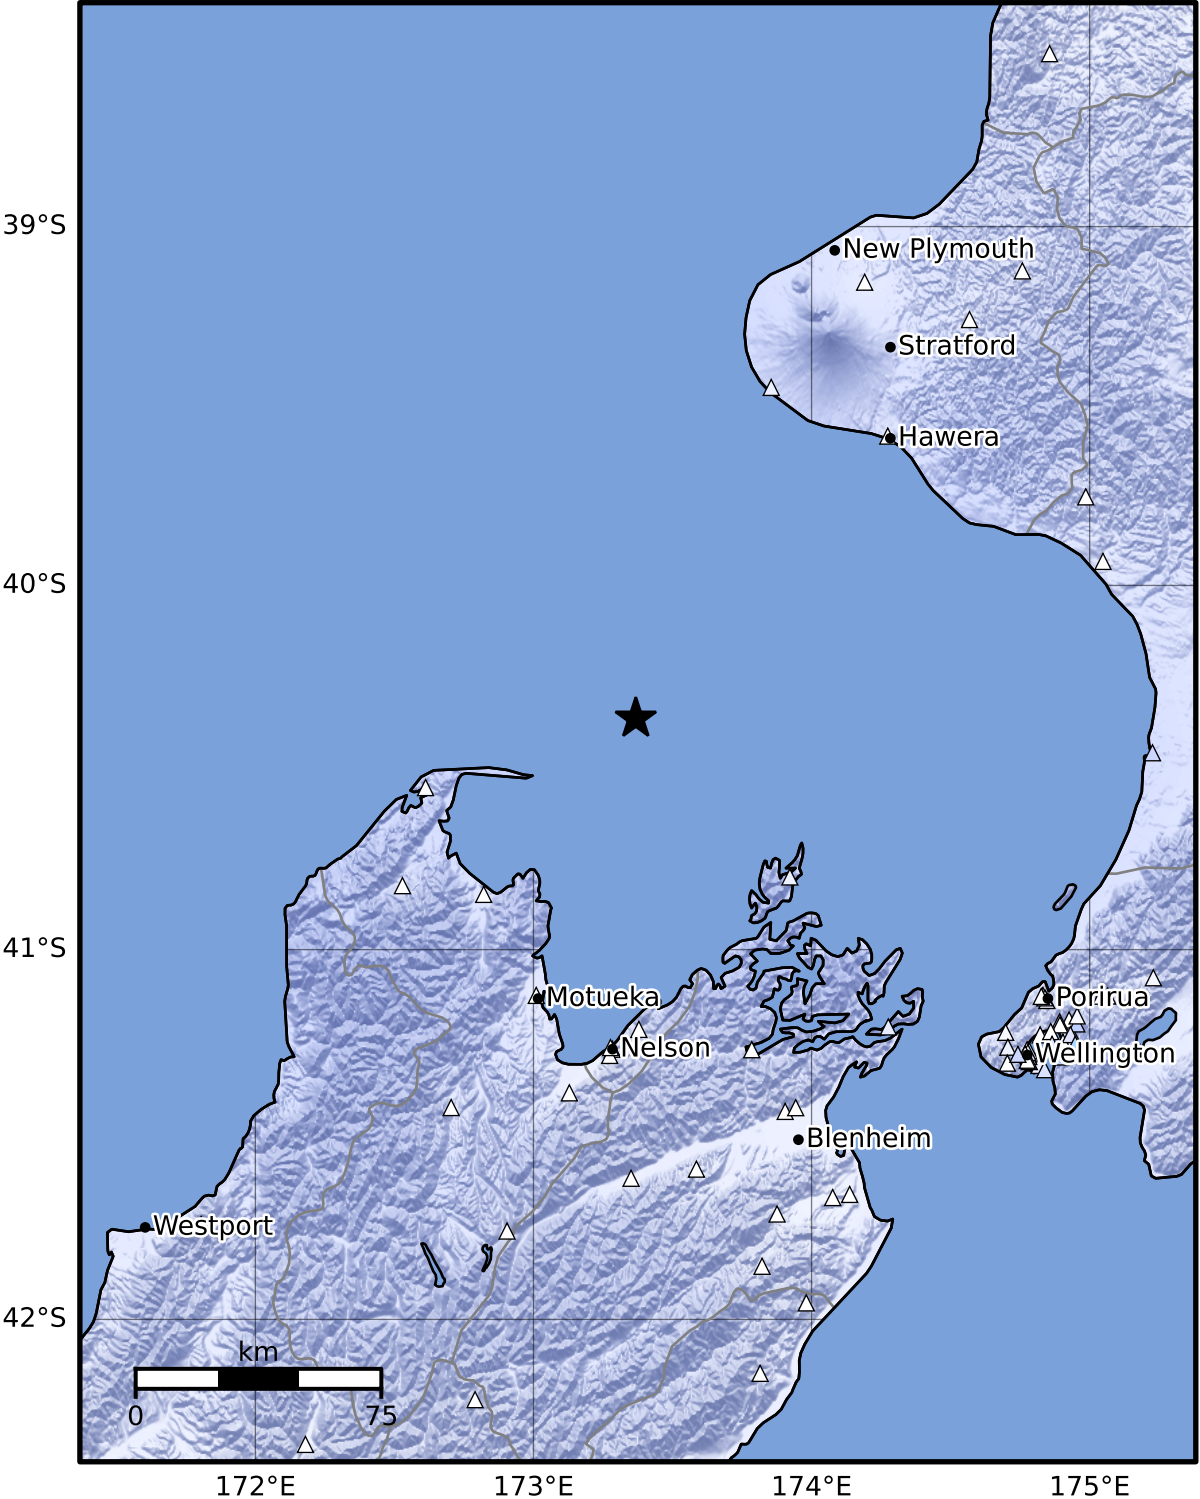 39°S
New Plymouth
Stratford
Hawera
40°S
41°S
Motueka
Porirua
Nelson
Wellington
Blenheim
Westport
42°S
km
0 75
172°E 173°E 174°E 175°E